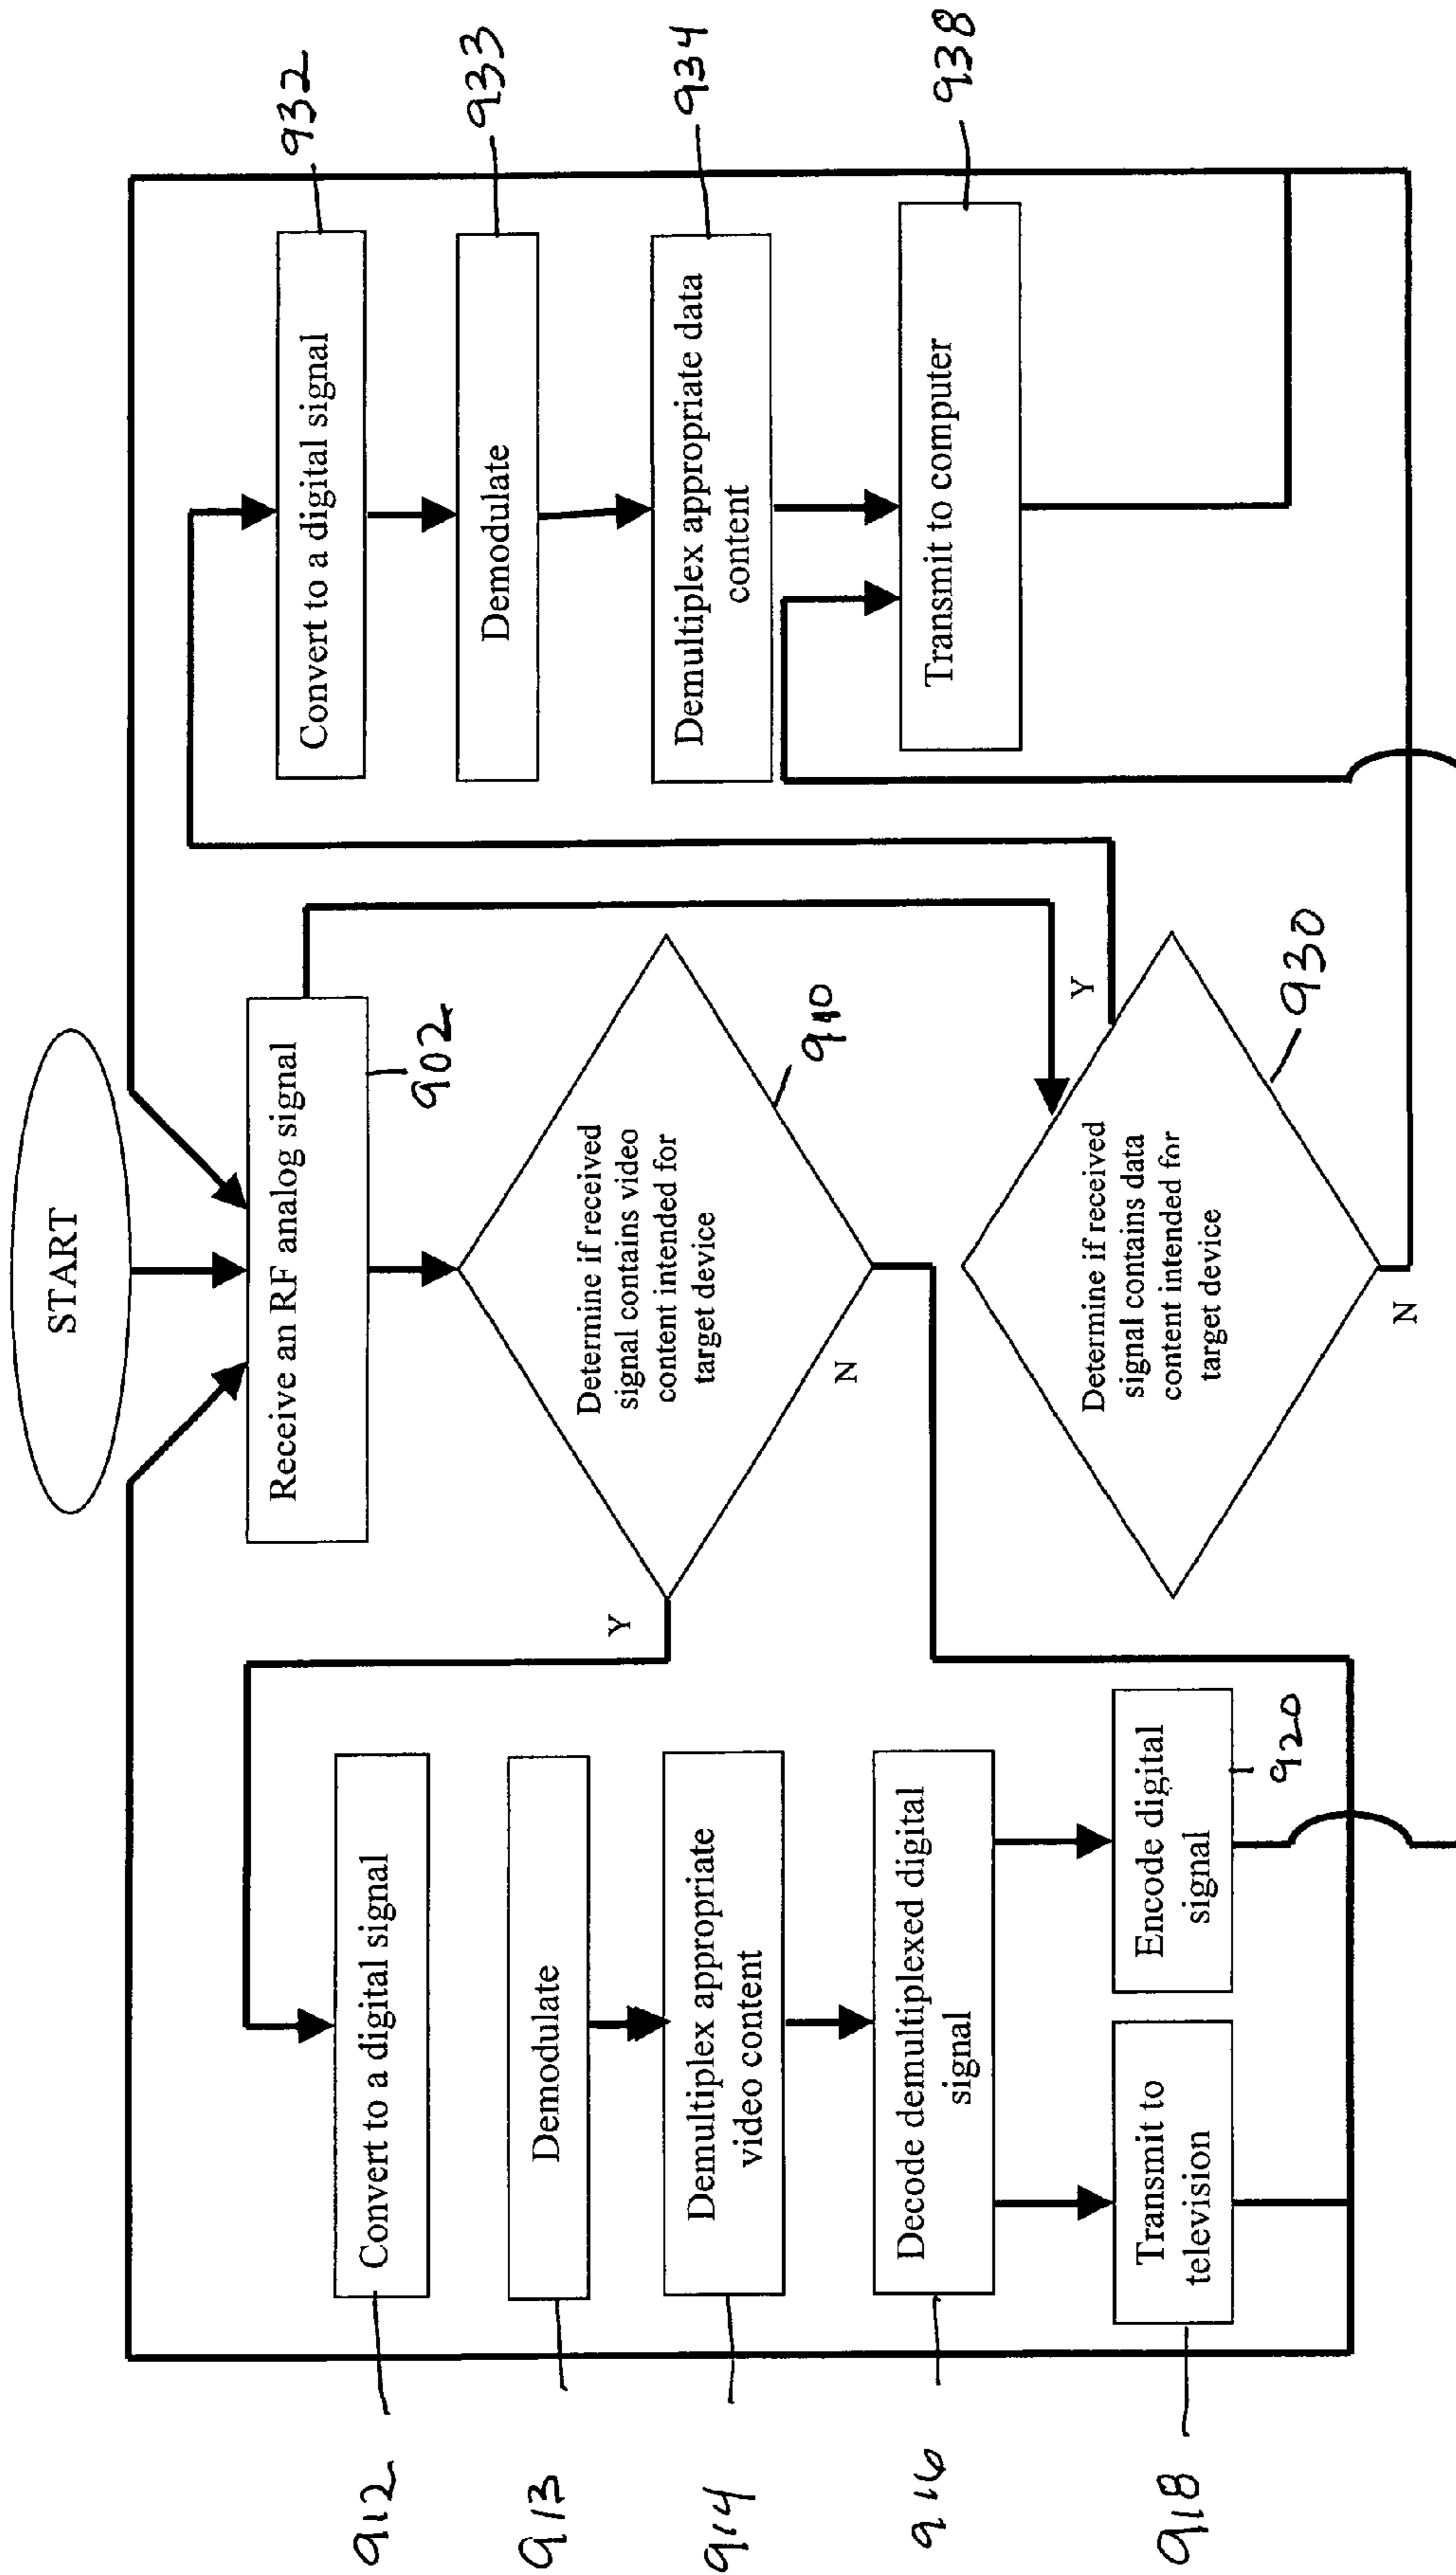 START
Receive an RF analog signal
902
Determine if received
signal contains video
content intended for
target device
910
Y
N
Convert to a digital signal
912
Demodulate
913
Demultiplex appropriate
video content
914
Decode demultiplexed digital
signal
916
Transmit to
television
918
Encode digital
signal
920
Determine if received
signal contains data
content intended for
target device
930
Y
N
Convert to a digital signal
932
Demodulate
933
Demultiplex appropriate data
content
934
Transmit to computer
938